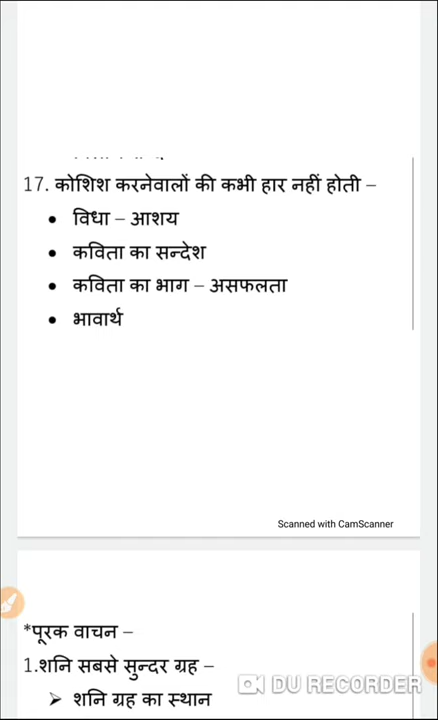 17. कोशिश करनेवालों की कभी हार नहीं होती –
• विधा – आशय
• कविता का सन्देश
• कविता का भाग – असफलता
• भावार्थ
Scanned with CamScanner
*पूरक वाचन –
1.शनि सबसे सुन्दर ग्रह –
DU RECORDER
➢ शनि ग्रह का स्थान